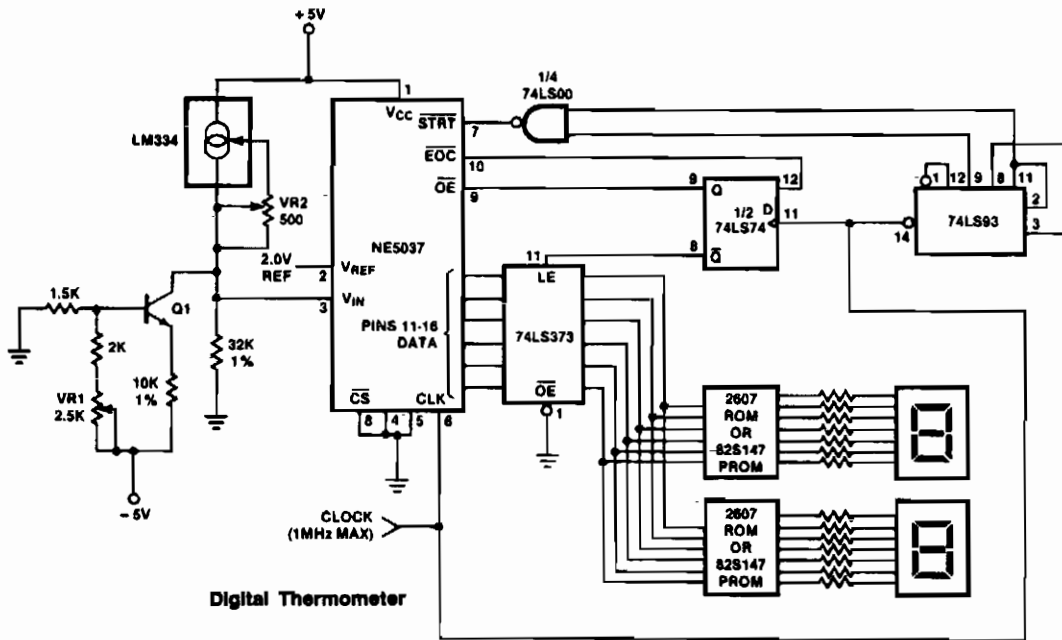 +5V
LM334
VR2
500
2.0V
REF
1
VCC
STRT
7
EOC
10
OE
9
NE5037
2
VREF
3
VIN
PINS 11-16
DATA
CS
CLK
8
4
5
6
1/4
74LS00
9
Q
12
D
11
1/2
74LS74
8
Q
1
12
9
8
11
2
3
14
74LS93
11
LE
74LS373
OE
1
1.5K
Q1
2K
VR1
2.5K
10K
1%
32K
1%
-5V
CLOCK
(1MHz MAX)
2607
ROM
OR
82S147
PROM
8
2607
ROM
OR
82S147
PROM
8
Digital Thermometer